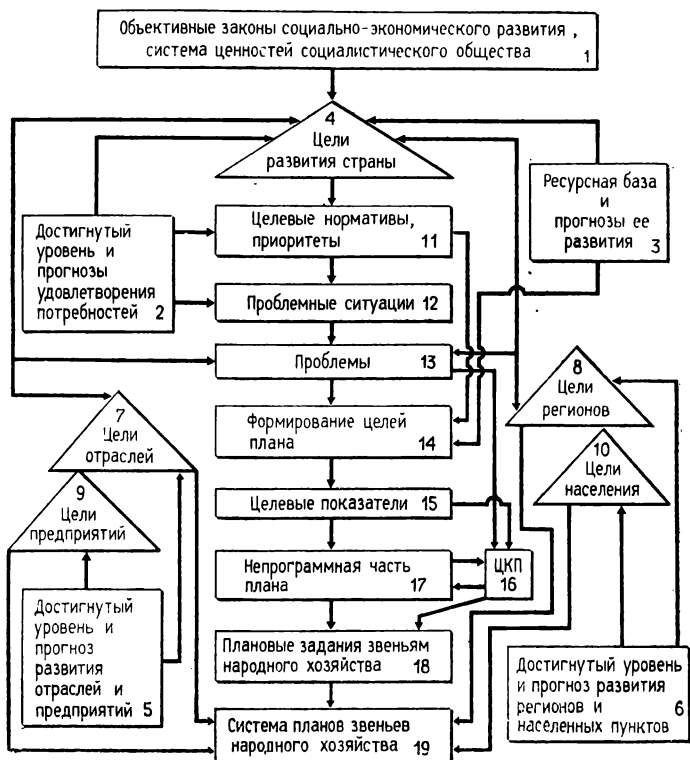 Объективные законы социально-экономического развития ,
система ценностей социалистического общества 1
4
Цели
развития страны
Ресурсная база
и
прогнозы ее
развития 3
Достигнутый
уровень и
прогнозы
удовлетворения
потребностей 2
Целевые нормативы,
приоритеты 11
Проблемные ситуации 12
Проблемы 13
8
Цели
регионов
7
Цели
отраслей
Формирование целей
плана 14
10
Цели
населения
9
Цели
предприятий
Целевые показатели 15
Непрограммная часть
плана 17
ЦКП
16
Достигнутый
уровень и
прогноз
развития
отраслей и
предприятий 5
Плановые задания звеньям
народного хозяйства 18
Достигнутый уровень
и прогноз развития
регионов и
населенных пунктов 6
Система планов звеньев
народного хозяйства 19